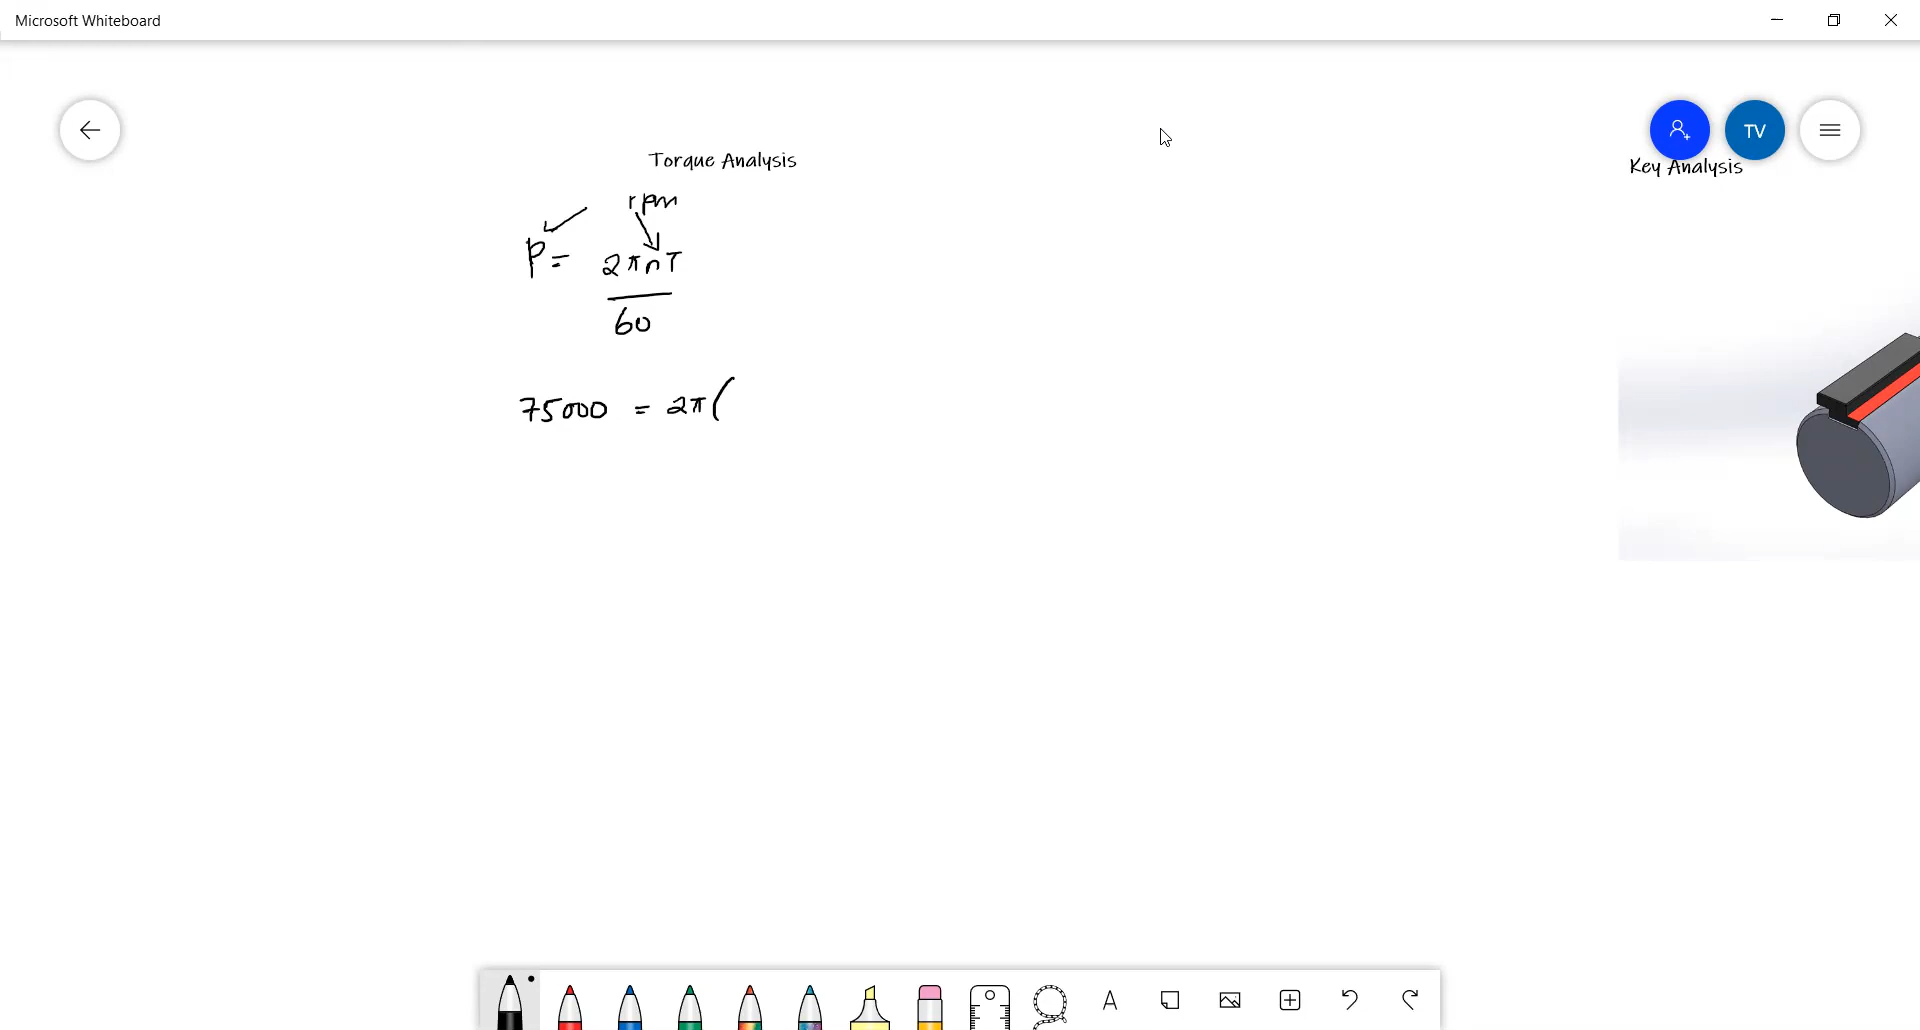 Microsoft Whiteboard
TV
Torque Analysis
Key Analysis
rpm
P = 2πnT
60
75000 = 2π(
A